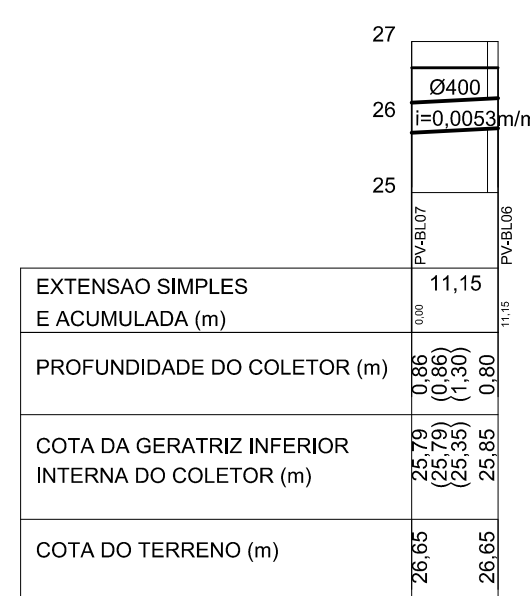 27
Ø400
26
i=0,0053m/m
25
PV-BL07
PV-BL06
EXTENSAO SIMPLES
E ACUMULADA (m)
11,15
0,00
11,15
PROFUNDIDADE DO COLETOR (m)
0,86
(0,86)
(1,30)
0,80
COTA DA GERATRIZ INFERIOR
INTERNA DO COLETOR (m)
25,79
(25,79)
(25,35)
25,85
COTA DO TERRENO (m)
26,65
26,65